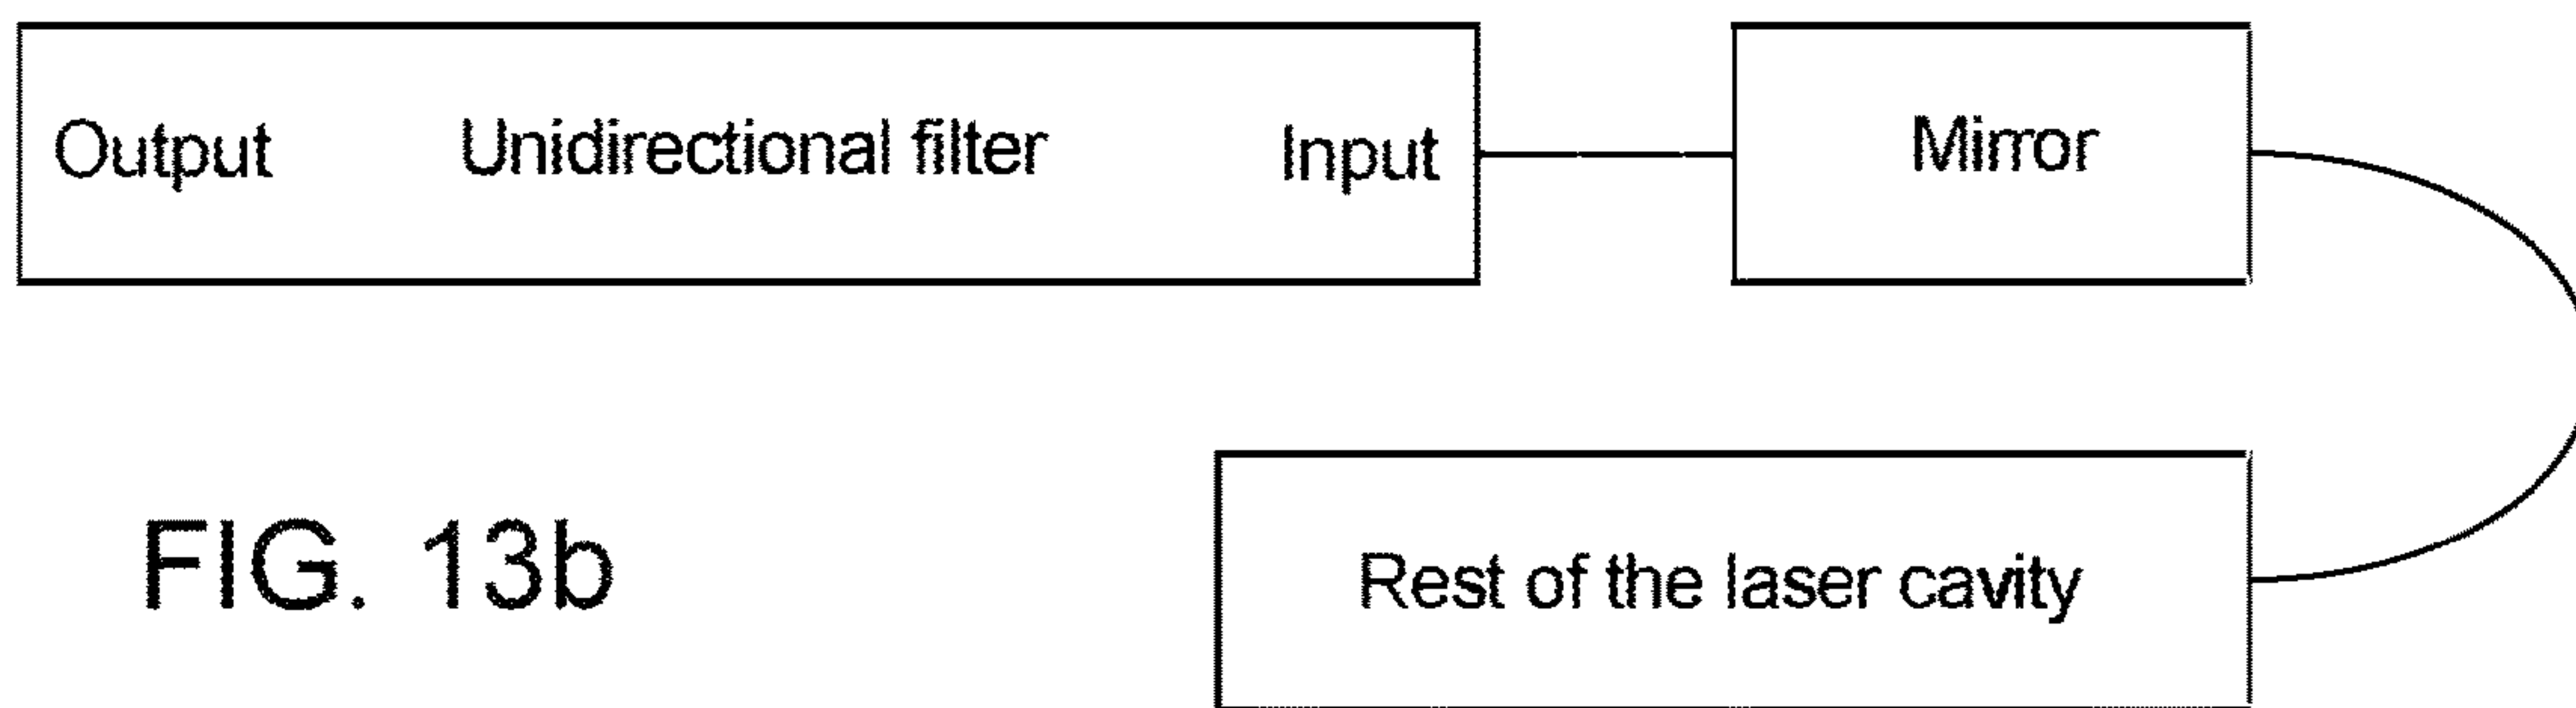 Output Unidirectional filter Input Mirror
FIG. 13b
Rest of the laser cavity